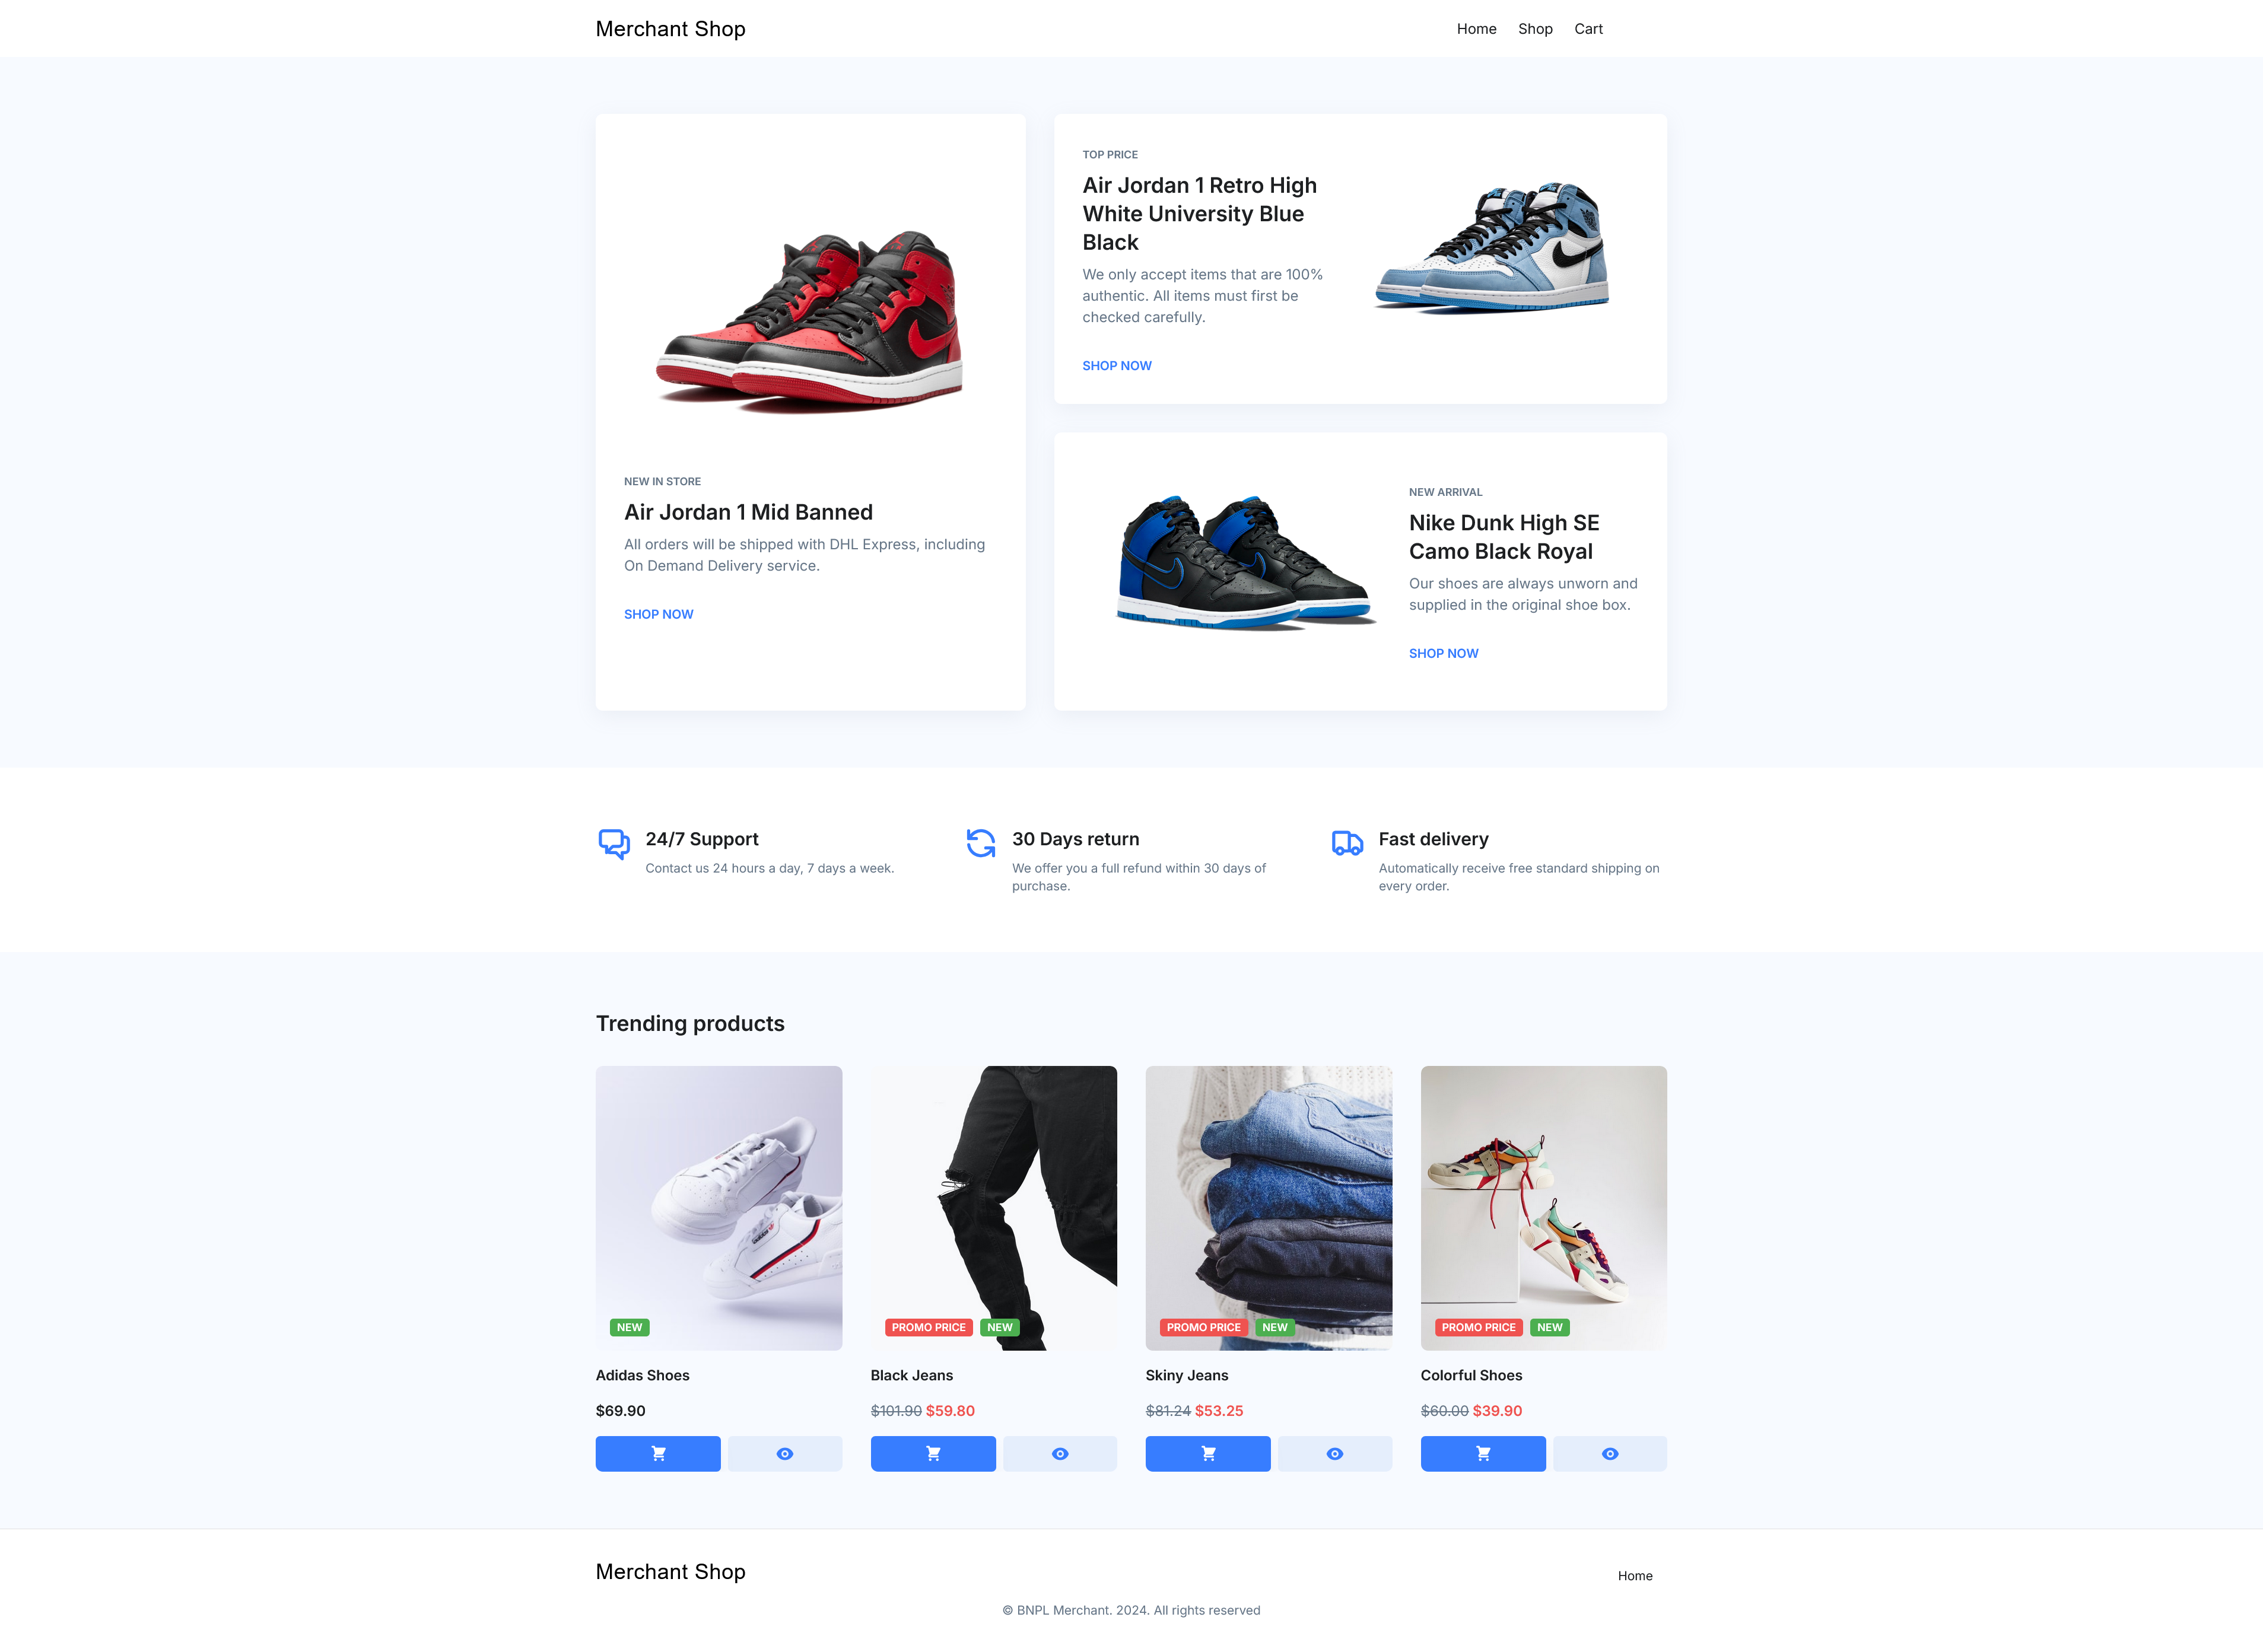 Merchant Shop
Home Shop Cart
NEW IN STORE
Air Jordan 1 Mid Banned
All orders will be shipped with DHL Express, including
On Demand Delivery service.
SHOP NOW
TOP PRICE
Air Jordan 1 Retro High
White University Blue
Black
We only accept items that are 100%
authentic. All items must first be
checked carefully.
SHOP NOW
NEW ARRIVAL
Nike Dunk High SE
Camo Black Royal
Our shoes are always unworn and
supplied in the original shoe box.
SHOP NOW
24/7 Support
Contact us 24 hours a day, 7 days a week.
30 Days return
We offer you a full refund within 30 days of
purchase.
Fast delivery
Automatically receive free standard shipping on
every order.
Trending products
NEW
Adidas Shoes
$69.90
PROMO PRICE NEW
Black Jeans
$101.90 $59.80
PROMO PRICE NEW
Skiny Jeans
$81.24 $53.25
PROMO PRICE NEW
Colorful Shoes
$60.00 $39.90
Merchant Shop
Home
© BNPL Merchant. 2024. All rights reserved